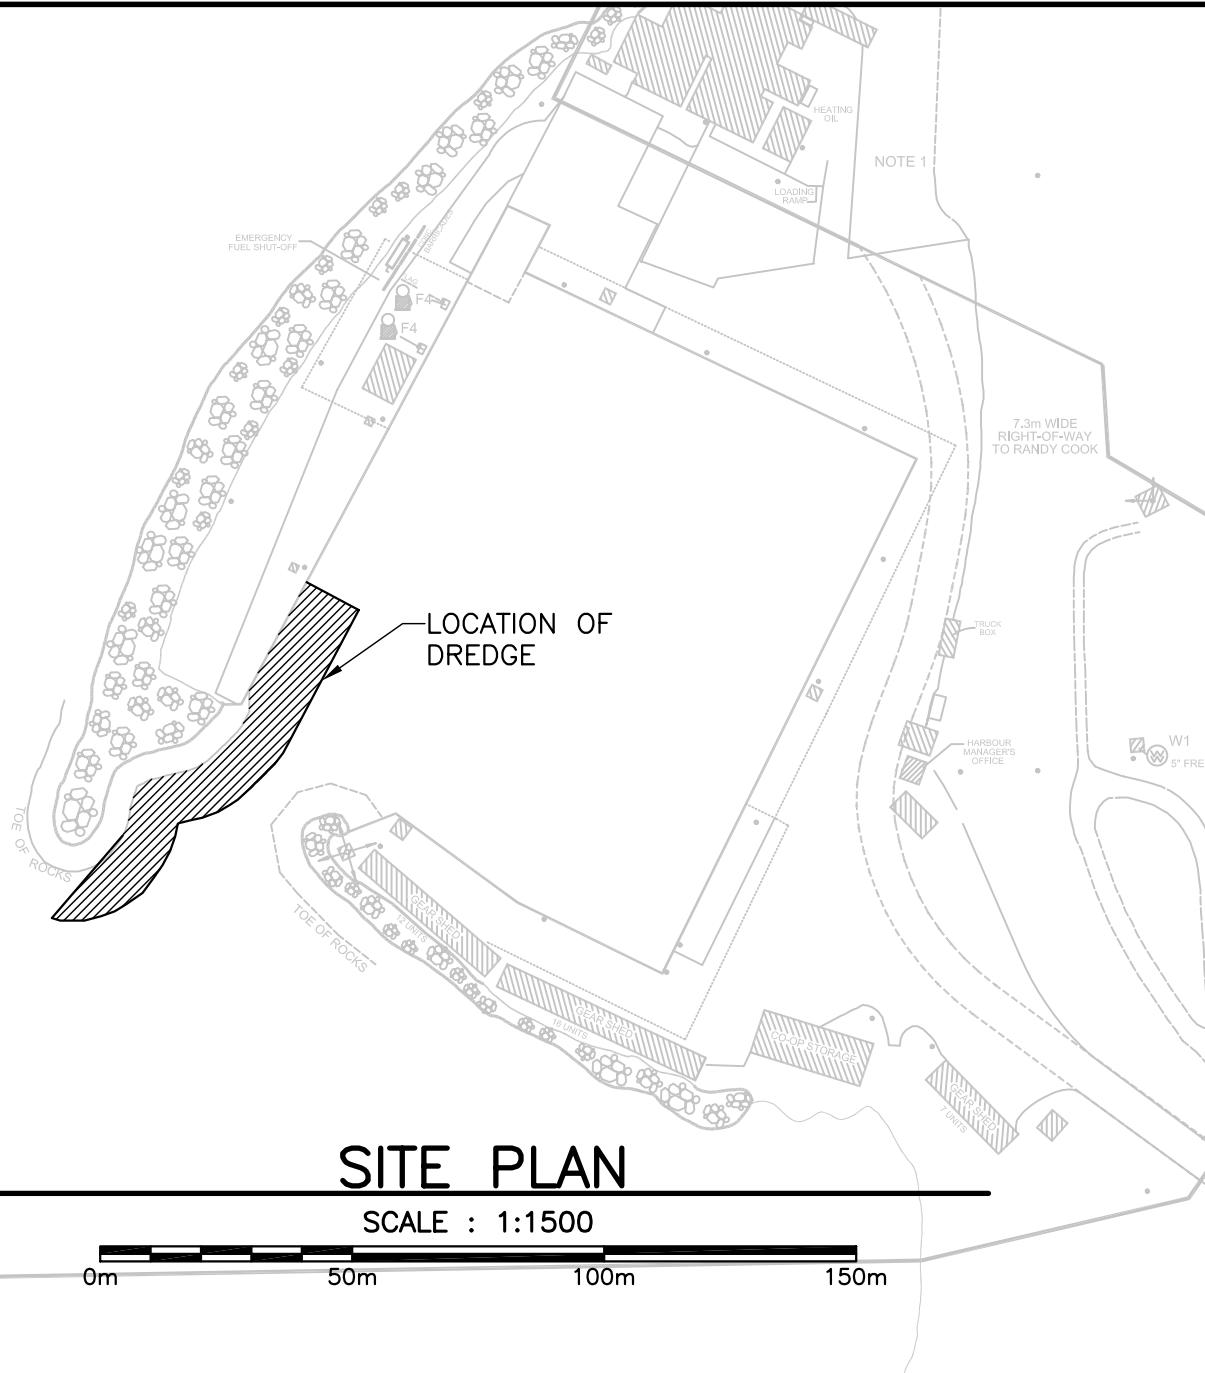 HEATING
OIL
NOTE 1
LOADING
RAMP
EMERGENCY
FUEL SHUT-OFF
F4
F4
7.3m WIDE
RIGHT-OF-WAY
TO RANDY COOK
LOCATION OF
DREDGE
TRUCK
BOX
HARBOUR
MANAGER'S
OFFICE
W1
5" FRE
TOE OF ROCKS
TOE OF ROCKS
GEAR SHED
12 UNITS
GEAR SHED
18 UNITS
CO-OP STORAGE
GEAR SHED
7 UNITS
SITE PLAN
SCALE : 1:1500
0m 50m 100m 150m